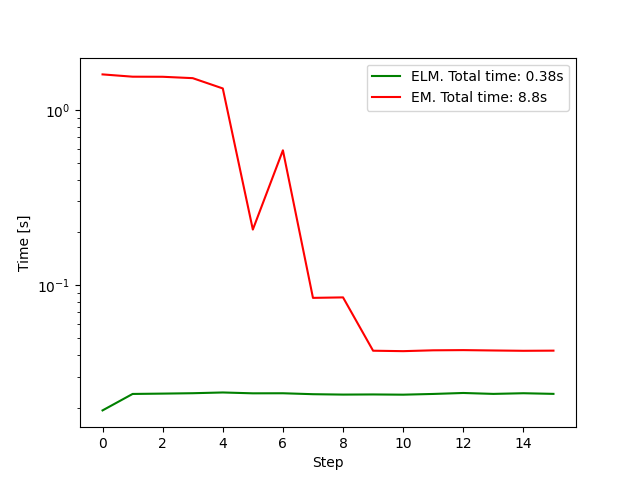 ELM. Total time: 0.38s
EM. Total time: 8.8s
10⁰
10⁻¹
Time [s]
0 2 4 6 8 10 12 14
Step